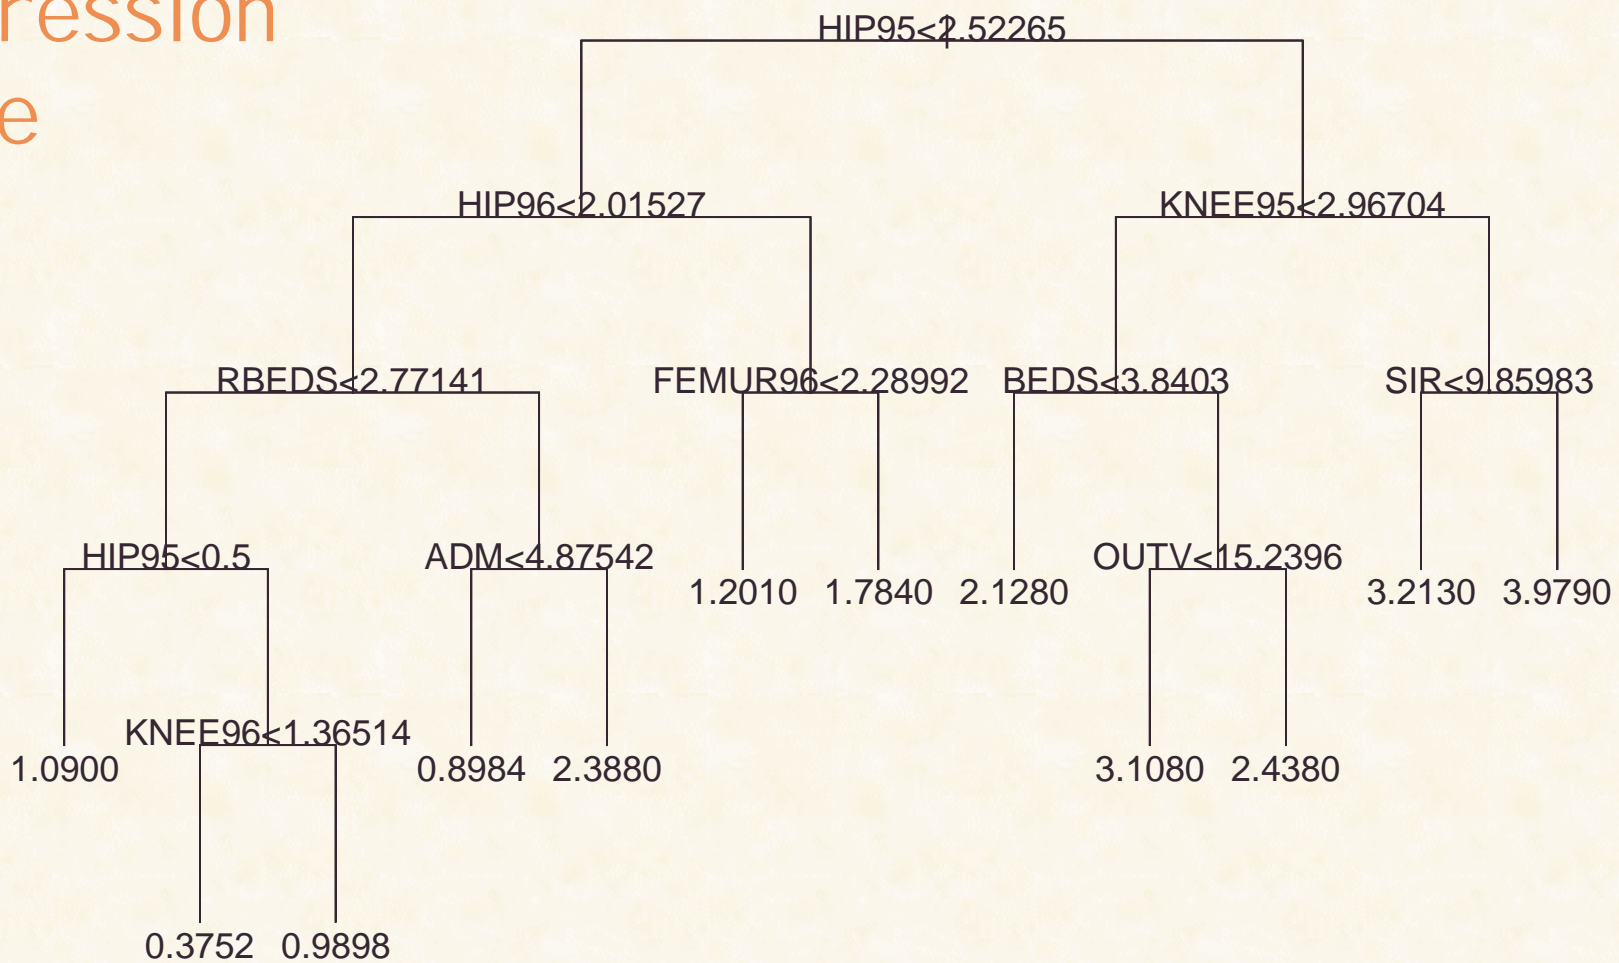 ression
e
HIP95<2.52265
HIP96<2.01527 KNEE95<2.96704
RBEDS<2.77141 FEMUR96<2.28992 BEDS<3.8403 SIR<9.85983
HIP95<0.5 ADM<4.87542 OUTV<15.2396
1.2010 1.7840 2.1280 3.2130 3.9790
KNEE96<1.36514
1.0900 0.8984 2.3880 3.1080 2.4380
0.3752 0.9898